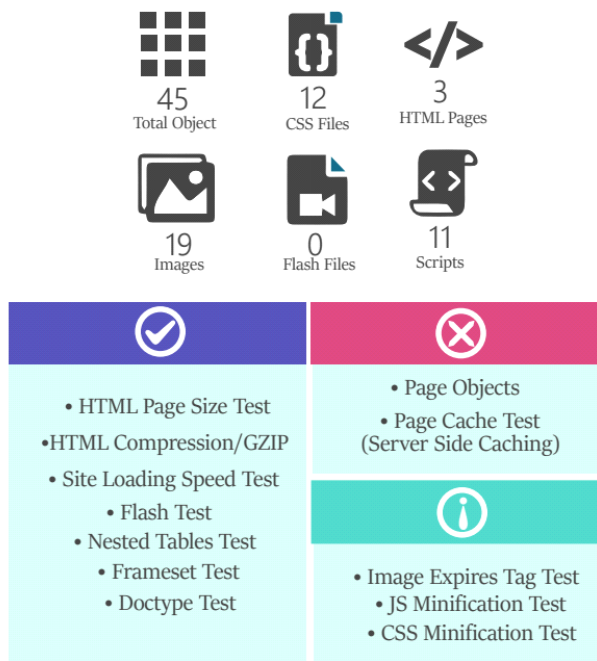 45
Total Object
12
CSS Files
3
HTML Pages
19
Images
0
Flash Files
11
Scripts
• HTML Page Size Test
•HTML Compression/GZIP
• Site Loading Speed Test
• Flash Test
• Nested Tables Test
• Frameset Test
• Doctype Test
• Page Objects
• Page Cache Test
(Server Side Caching)
• Image Expires Tag Test
• JS Minification Test
• CSS Minification Test